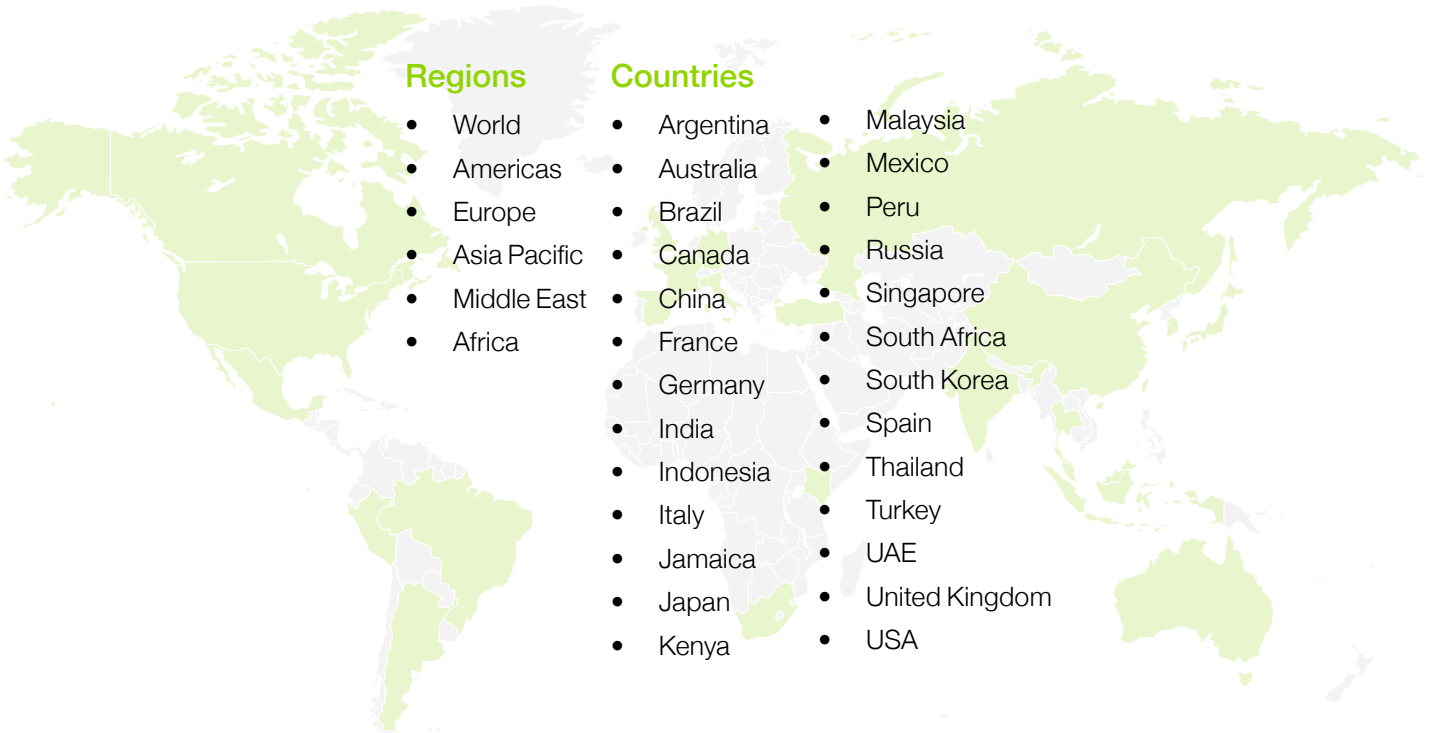 Regions
• World
• Americas
• Europe
• Asia Pacific
• Middle East
• Africa
Countries
• Argentina
• Australia
• Brazil
• Canada
• China
• France
• Germany
• India
• Indonesia
• Italy
• Jamaica
• Japan
• Kenya
• Malaysia
• Mexico
• Peru
• Russia
• Singapore
• South Africa
• South Korea
• Spain
• Thailand
• Turkey
• UAE
• United Kingdom
• USA